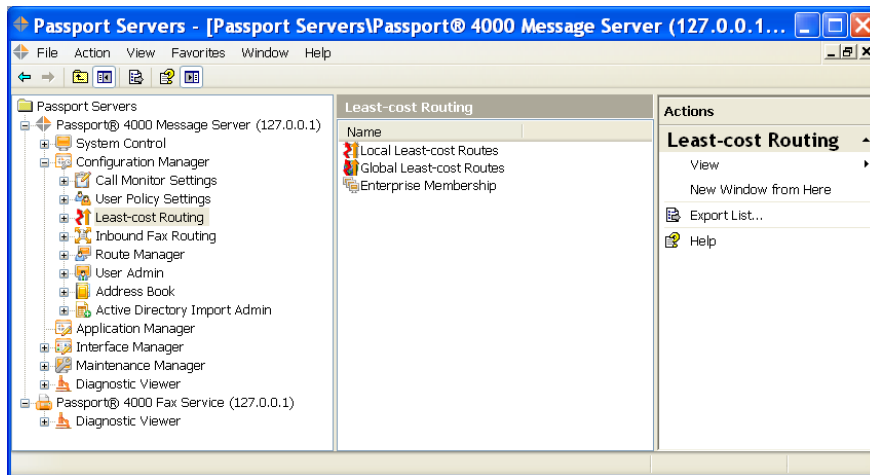 Passport Servers - [Passport Servers\Passport® 4000 Message Server (127.0.0.1...
File Action View Favorites Window Help
Passport Servers
Passport® 4000 Message Server (127.0.0.1)
System Control
Configuration Manager
Call Monitor Settings
User Policy Settings
Least-cost Routing
Inbound Fax Routing
Route Manager
User Admin
Address Book
Active Directory Import Admin
Application Manager
Interface Manager
Maintenance Manager
Diagnostic Viewer
Passport® 4000 Fax Service (127.0.0.1)
Diagnostic Viewer
Least-cost Routing
Name
Local Least-cost Routes
Global Least-cost Routes
Enterprise Membership
Actions
Least-cost Routing
View
New Window from Here
Export List...
Help